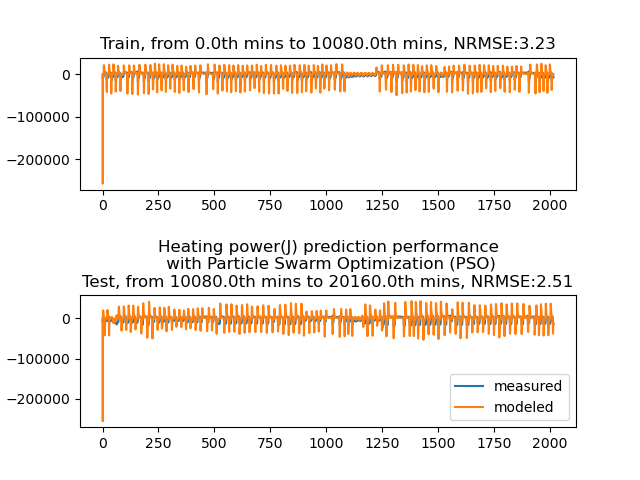 Train, from 0.0th mins to 10080.0th mins, NRMSE:3.23
0
−100000
−200000
0 250 500 750 1000 1250 1500 1750 2000
Heating power(J) prediction performance
with Particle Swarm Optimization (PSO)
Test, from 10080.0th mins to 20160.0th mins, NRMSE:2.51
0
−100000
−200000
measured
modeled
0 250 500 750 1000 1250 1500 1750 2000